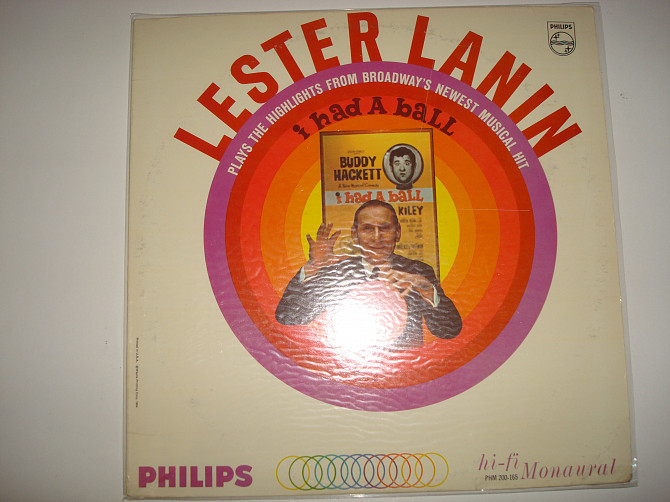 LESTER LANIN
PHILIPS
PLAYS THE HIGHLIGHTS FROM BROADWAY'S NEWEST MUSICAL HIT
i had A ball
BUDDY
HACKETT
i had A ball
KILEY
PHILIPS
hi-fi Monaural
PHM 200-165